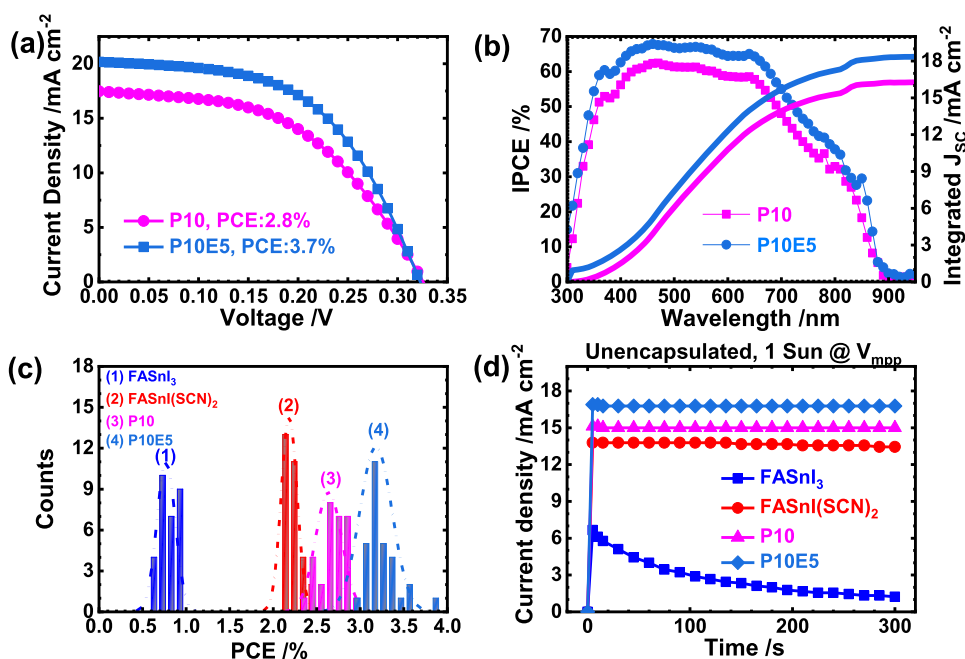 (a)
Current Density /mA cm-2
20
15
10
5
0
P10, PCE:2.8%
P10E5, PCE:3.7%
0.00 0.05 0.10 0.15 0.20 0.25 0.30 0.35
Voltage /V
(b)
IPCE /%
70
60
50
40
30
20
10
0
P10
P10E5
18
15
12
9
6
3
0
Integrated JSC /mA cm-2
300 400 500 600 700 800 900
Wavelength /nm
(c)
Counts
18
15
12
9
6
3
0
(1) FASnI3
(2) FASnI(SCN)2
(3) P10
(4) P10E5
(1)
(2)
(3)
(4)
0.0 0.5 1.0 1.5 2.0 2.5 3.0 3.5 4.0
PCE /%
Unencapsulated, 1 Sun @ Vmpp
(d)
Current density /mA cm-2
18
15
12
9
6
3
0
FASnI3
FASnI(SCN)2
P10
P10E5
0 100 200 300
Time /s